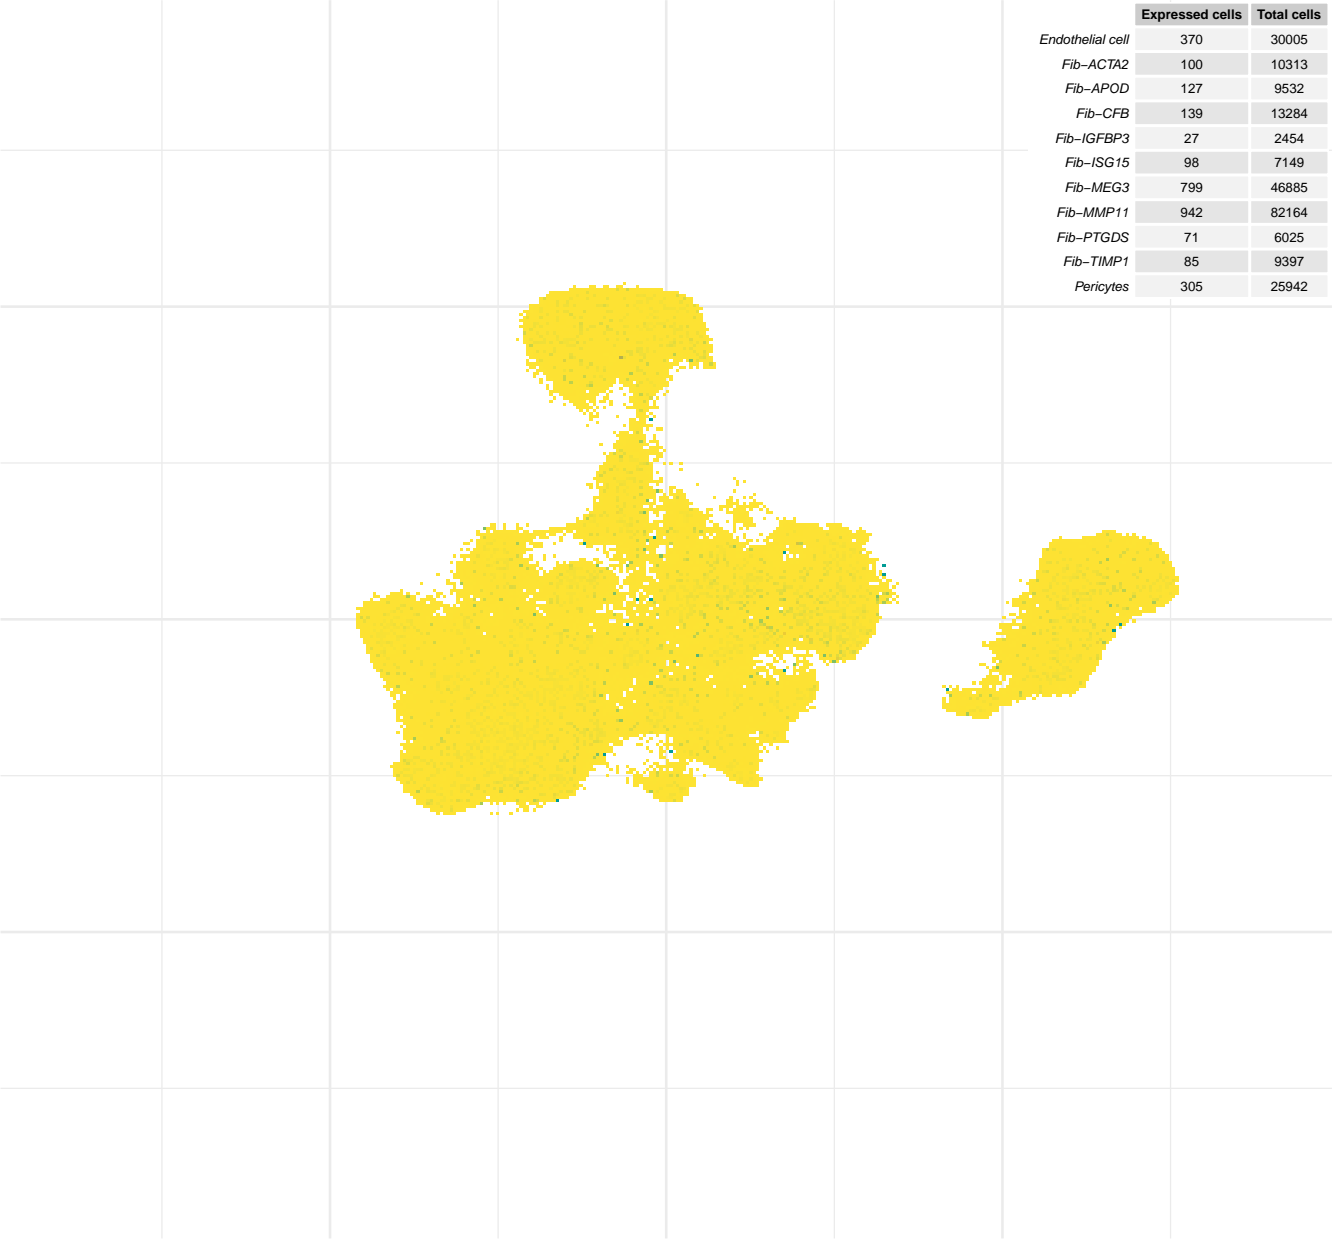 Expressed cells Total cells
Endothelial cell 370 30005
Fib−ACTA2 100 10313
Fib−APOD 127 9532
Fib−CFB 139 13284
Fib−IGFBP3 27 2454
Fib−ISG15 98 7149
Fib−MEG3 799 46885
Fib−MMP11 942 82164
Fib−PTGDS 71 6025
Fib−TIMP1 85 9397
Pericytes 305 25942